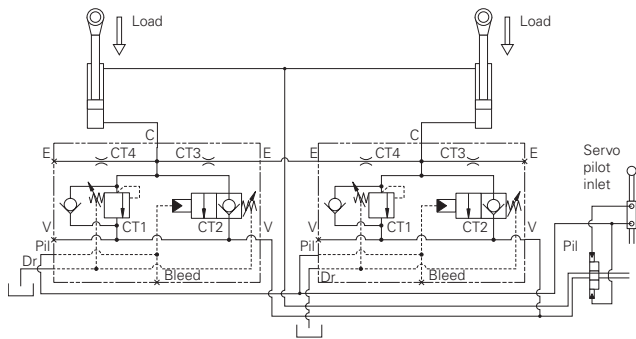 Load
Load
C
C
E
CT4
CT3
E
CT4
CT3
E
Servo
pilot
inlet
V
CT1
CT2
V
V
CT1
CT2
V
Pil
Pil
Pil
Dr
Bleed
Dr
Bleed